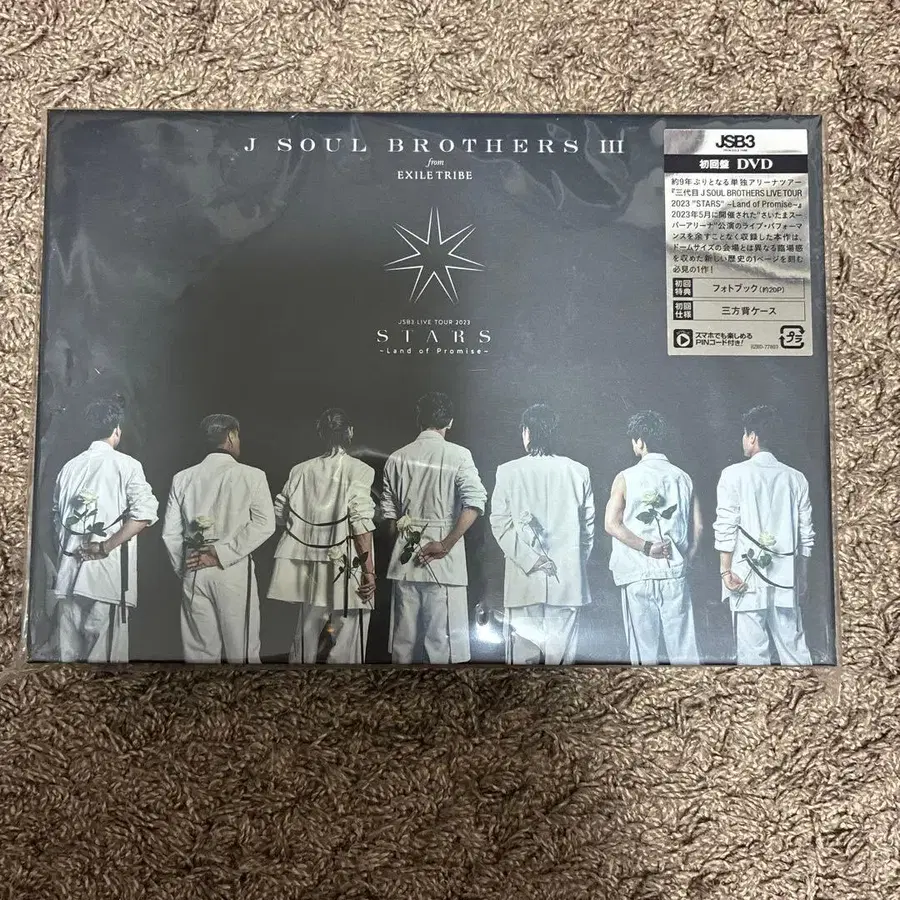 J SOUL BROTHERS III
from
EXILE TRIBE
JSB3 LIVE TOUR 2023
STARS
~Land of Promise~
JSB3
初回盤 DVD
約9年ぶりとなる単独アリーナツアー
『三代目 J SOUL BROTHERS LIVE TOUR
2023 "STARS" ~Land of Promise~』
2023年5月に開催された"さいたまスー
パーアリーナ"公演のライブ・パフォーマ
ンスを余すことなく収録した本作は、
ドームサイズの会場とは異なる臨場感
を収めた新しい歴史の1ページを刻む
必見の1作!
初回
特典
フォトブック(約20P)
初回
仕様
三方背ケース
スマホでも楽しめる
PINコード付き!
プラ